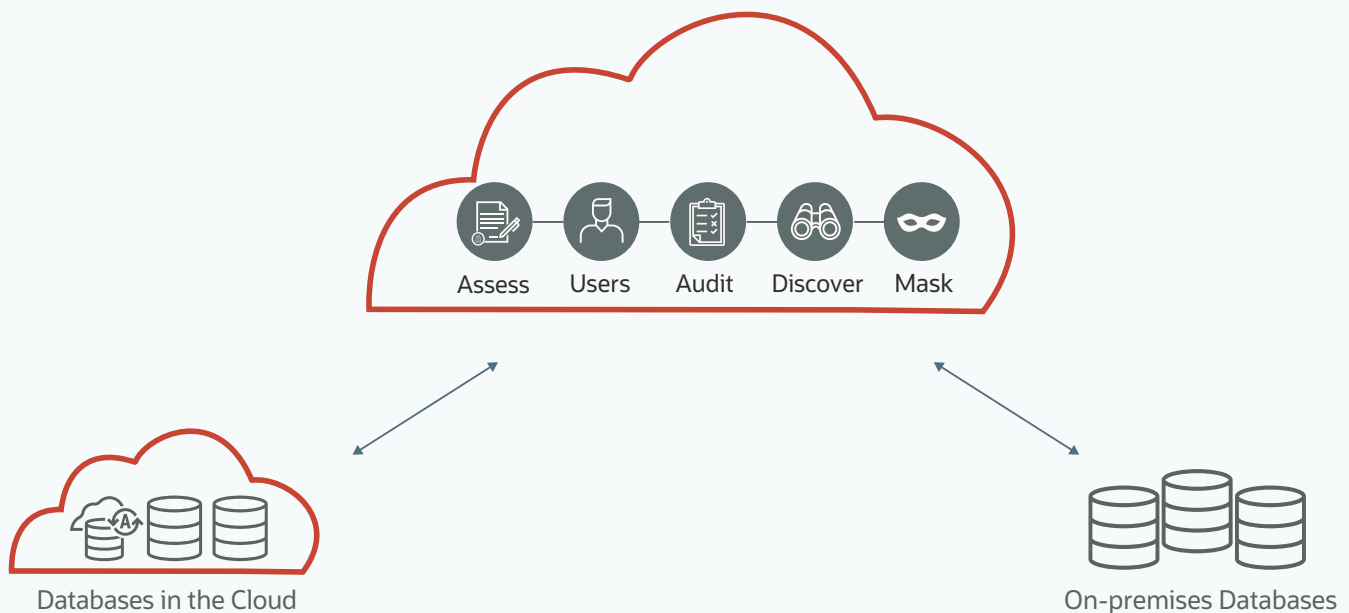 Assess
Users
Audit
Discover
Mask
A
Databases in the Cloud
On-premises Databases